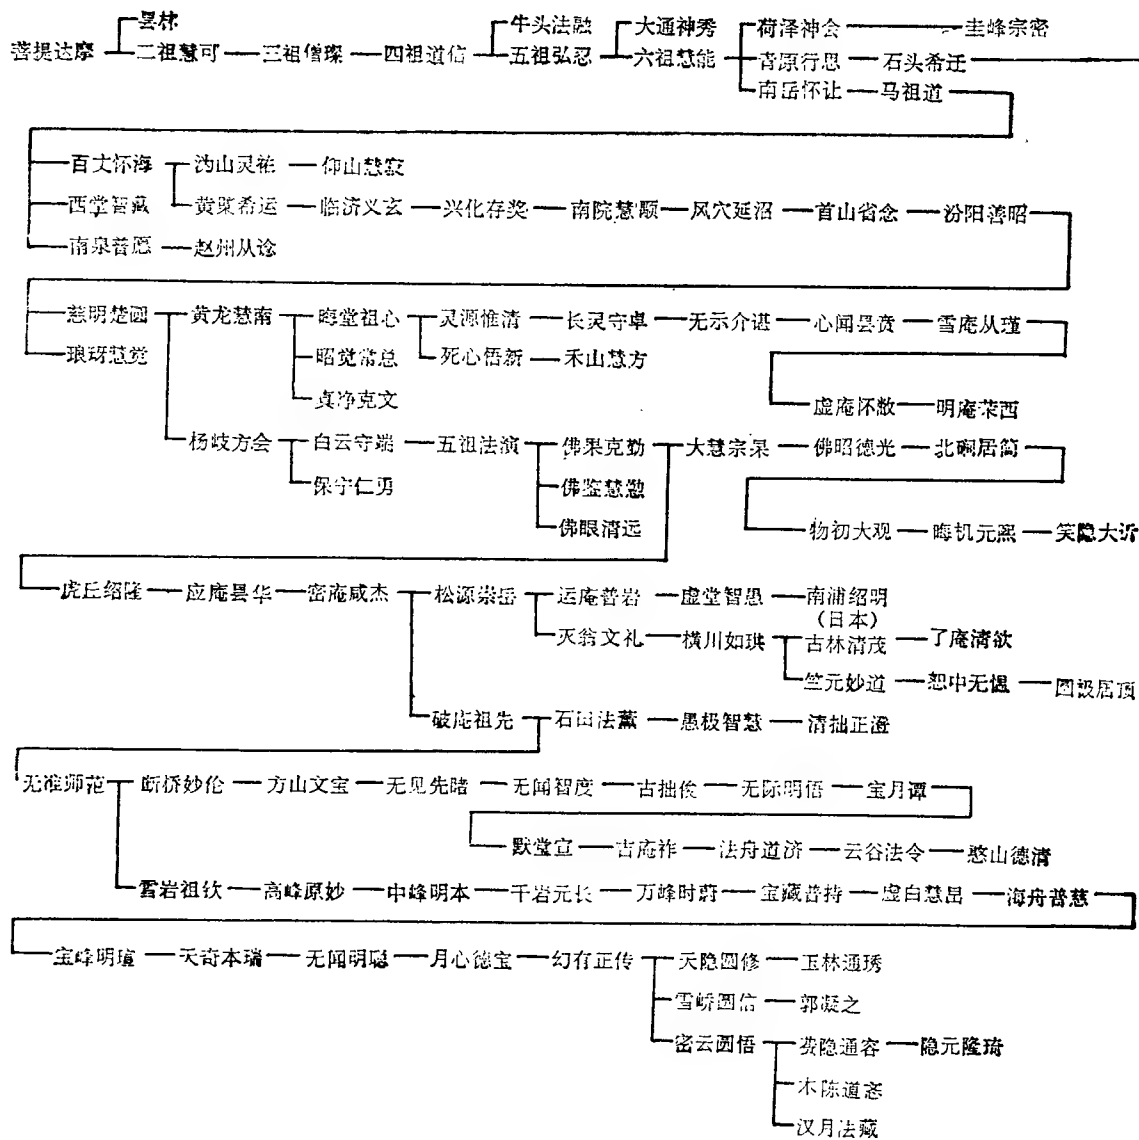 昙林
牛头法融 大通神秀 荷泽神会 圭峰宗密
菩提达摩 二祖慧可 三祖僧璨 四祖道信 五祖弘忍 六祖慧能 青原行思 石头希迁
南岳怀让 马祖道
百丈怀海 沩山灵祐 仰山慧寂
西堂智藏 黄檗希运 临济义玄 兴化存奖 南院慧颙 风穴延沼 首山省念 汾阳善昭
南泉普愿 赵州从谂
慈明楚圆 黄龙慧南 晦堂祖心 灵源惟清 长灵守卓 无示介谌 心闻昙贲 雪庵从瑾
琅玡慧觉 昭觉常总 死心悟新 禾山慧方
真净克文 虚庵怀敞 明庵荣西
杨岐方会 白云守端 五祖法演 佛果克勤 大慧宗杲 佛昭德光 北磵居简
保宁仁勇 佛鉴慧懃
佛眼清远 物初大观 晦机元熙 笑隐大䜣
虎丘绍隆 应庵昙华 密庵咸杰 松源崇岳 运庵普岩 虚堂智愚 南浦绍明
(日本)
灭翁文礼 横川如珙 古林清茂 了庵清欲
竺元妙道 恕中无愠 圆极居顶
破庵祖先 石田法薰 愚极智慧 清拙正澄
无准师范 断桥妙伦 方山文宝 无见先睹 无闻智度 古拙俊 无际明悟 宝月谭
默堂宣 古庵祚 法舟道济 云谷法会 憨山德清
雪岩祖钦 高峰原妙 中峰明本 千岩元长 万峰时蔚 宝藏普持 虚白慧昷 海舟普慈
宝峰明瑄 天奇本瑞 无闻明聪 月心德宝 幻有正传 天隐圆修 玉林通琇
雪峤圆信 郭凝之
密云圆悟 费隐通容 隐元隆琦
木陈道忞
汉月法藏